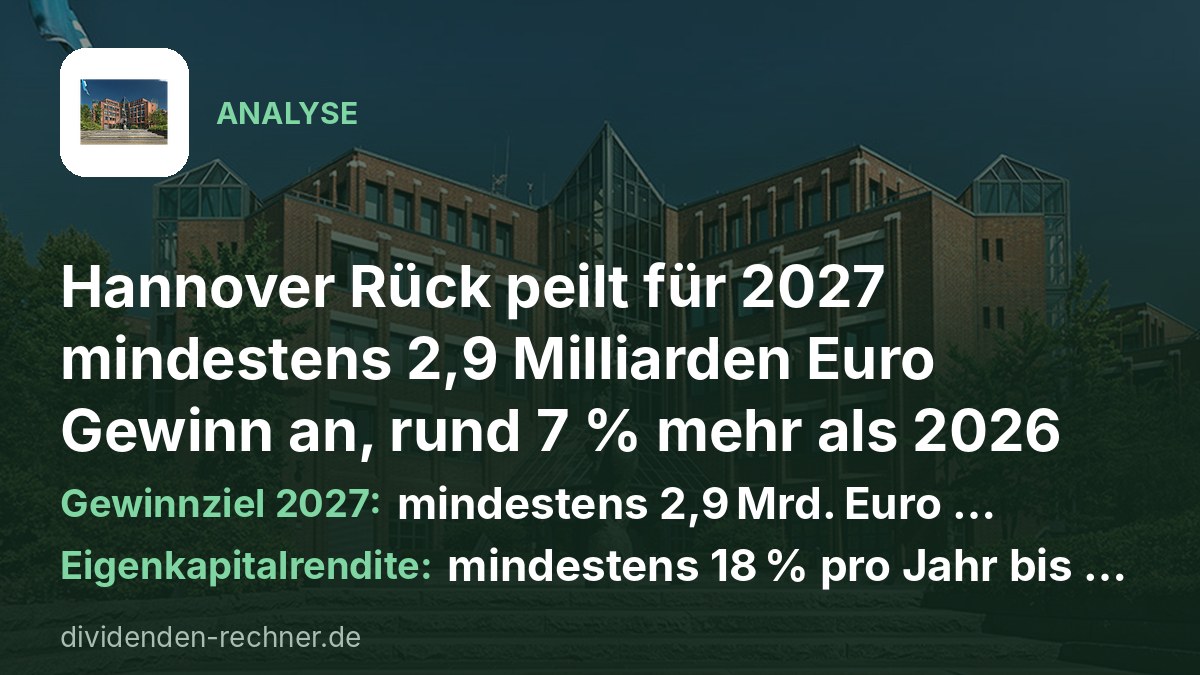 ANALYSE
Hannover Rück peilt für 2027
mindestens 2,9 Milliarden Euro
Gewinn an, rund 7 % mehr als 2026
Gewinnziel 2027: mindestens 2,9 Mrd. Euro …
Eigenkapitalrendite: mindestens 18 % pro Jahr bis …
dividenden-rechner.de